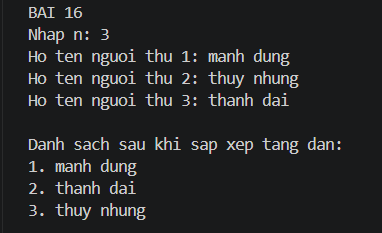 BAI 16
Nhap n: 3
Ho ten nguoi thu 1: manh dung
Ho ten nguoi thu 2: thuy nhung
Ho ten nguoi thu 3: thanh dai
Danh sach sau khi sap xep tang dan:
1. manh dung
2. thanh dai
3. thuy nhung